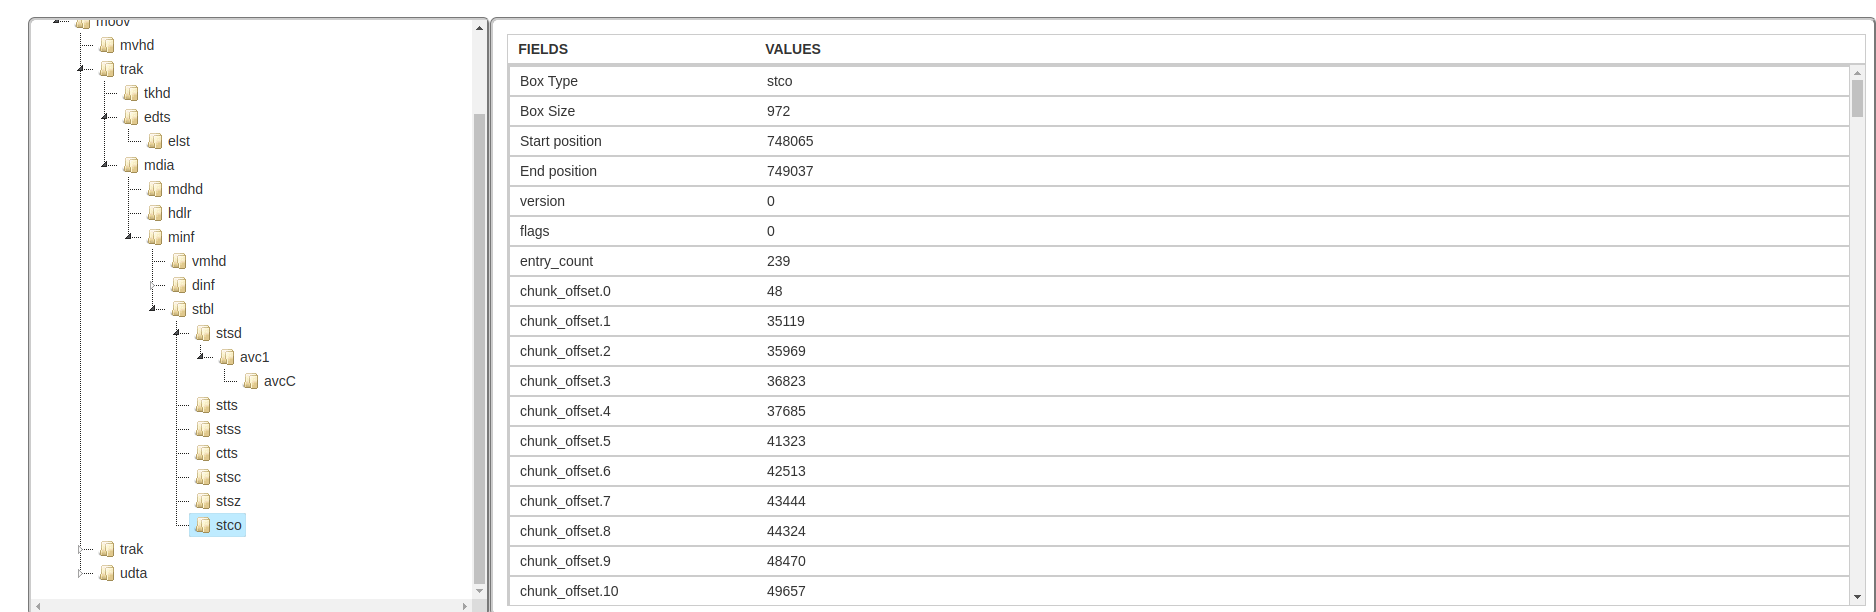 moov
mvhd
trak
tkhd
edts
elst
mdia
mdhd
hdlr
minf
vmhd
dinf
stbl
stsd
avc1
avcC
stts
stss
ctts
stsc
stsz
stco
trak
udta
FIELDS VALUES
Box Type stco
Box Size 972
Start position 748065
End position 749037
version 0
flags 0
entry_count 239
chunk_offset.0 48
chunk_offset.1 35119
chunk_offset.2 35969
chunk_offset.3 36823
chunk_offset.4 37685
chunk_offset.5 41323
chunk_offset.6 42513
chunk_offset.7 43444
chunk_offset.8 44324
chunk_offset.9 48470
chunk_offset.10 49657